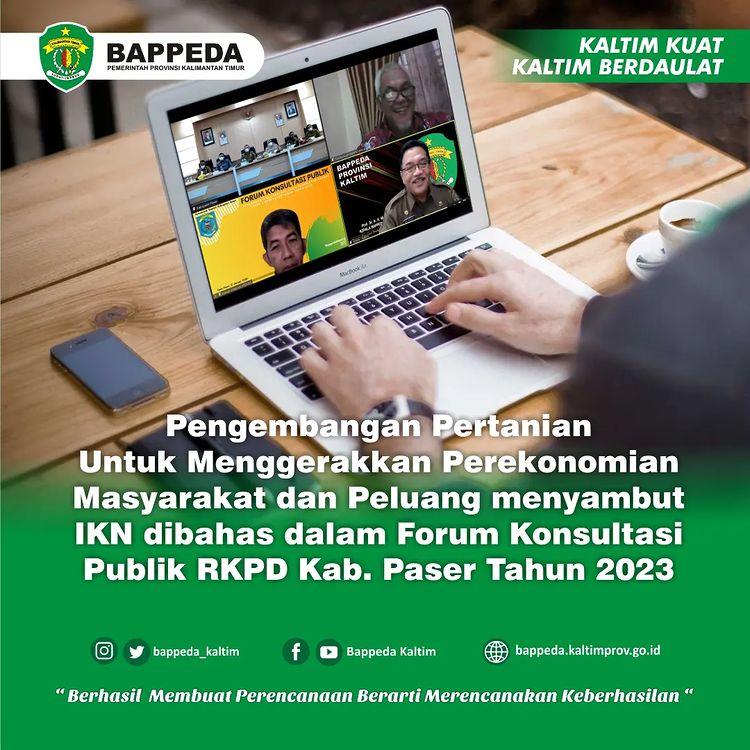 BAPPEDA
PEMERINTAH PROVINSI KALIMANTAN TIMUR
KALTIM KUAT
KALTIM BERDAULAT
FORUM KONSULTASI PUBLIK
BAPPEDA
PROVINSI
KALTIM
MacBook Air
Pengembangan Pertanian
Untuk Menggerakkan Perekonomian
Masyarakat dan Peluang menyambut
IKN dibahas dalam Forum Konsultasi
Publik RKPD Kab. Paser Tahun 2023
bappeda_kaltim
Bappeda Kaltim
bappeda.kaltimprov.go.id
“ Berhasil Membuat Perencanaan Berarti Merencanakan Keberhasilan “